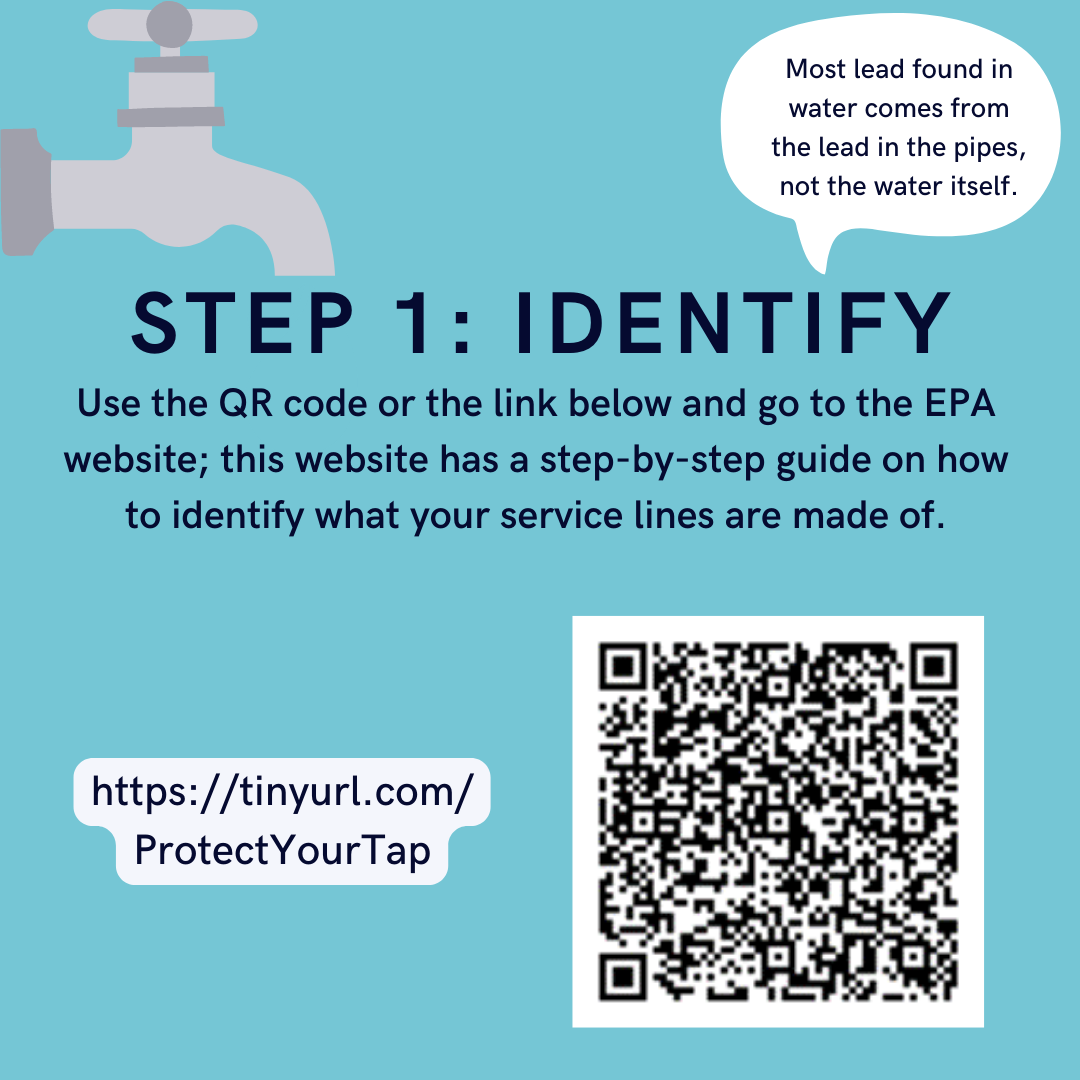 Most lead found in
water comes from
the lead in the pipes,
not the water itself.
STEP 1: IDENTIFY
Use the QR code or the link below and go to the EPA
website; this website has a step-by-step guide on how
to identify what your service lines are made of.
https://tinyurl.com/
ProtectYourTap